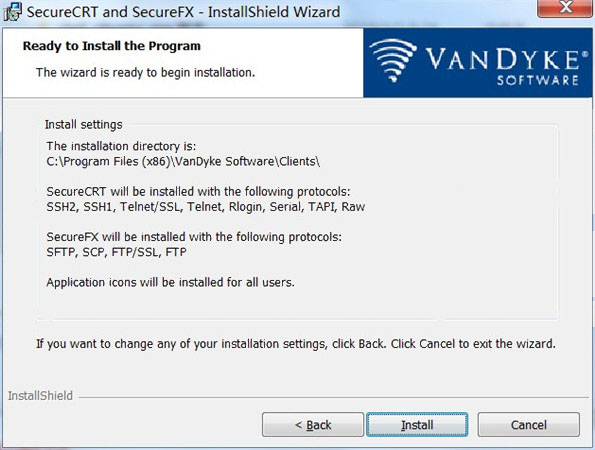 SecureCRT and SecureFX - InstallShield Wizard
Ready to Install the Program
The wizard is ready to begin installation.
VANDYKE®
SOFTWARE
Install settings
The installation directory is:
C:\Program Files (x86)\VanDyke Software\Clients\
SecureCRT will be installed with the following protocols:
SSH2, SSH1, Telnet/SSL, Telnet, Rlogin, Serial, TAPI, Raw
SecureFX will be installed with the following protocols:
SFTP, SCP, FTP/SSL, FTP
Application icons will be installed for all users.
If you want to change any of your installation settings, click Back. Click Cancel to exit the wizard.
InstallShield
< Back
Install
Cancel